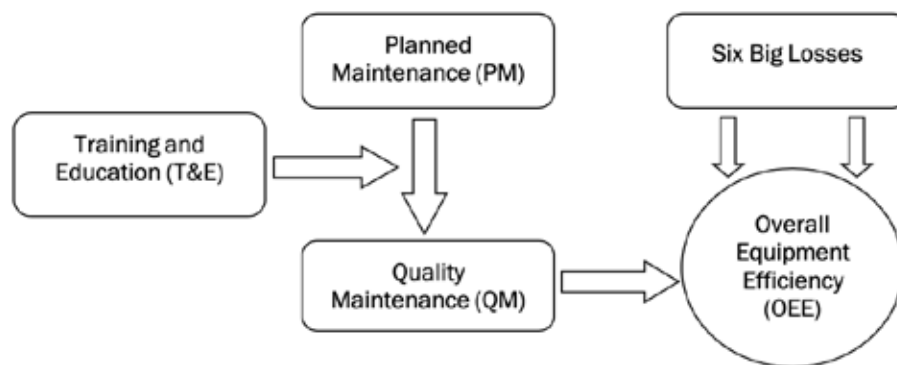 Planned
Maintenance (PM)
Six Big Losses
Training and
Education (T&E)
Quality
Maintenance (QM)
Overall
Equipment
Efficiency
(OEE)